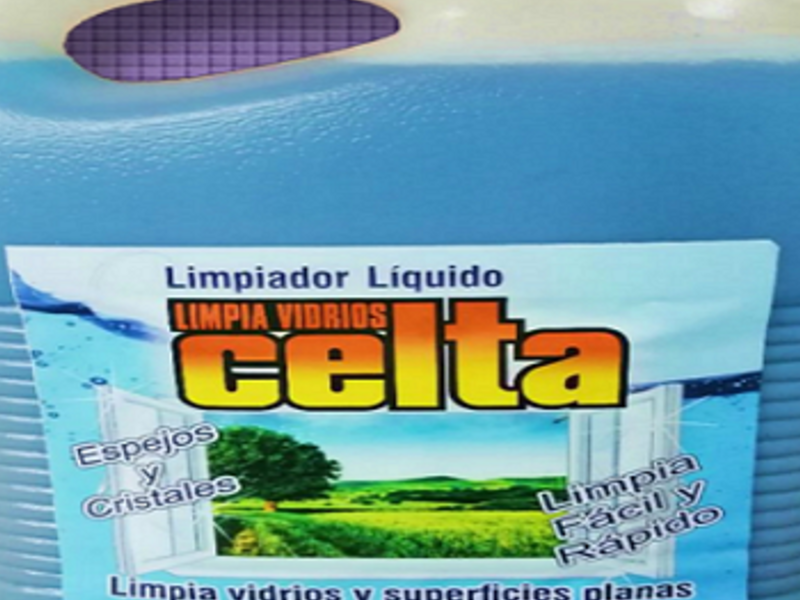 Limpiador Líquido
LIMPIA VIDRIOS
celta
Espejos
y
Cristales
Limpia
Fácil y
Rápido
Limpia vidrios y superficies planas